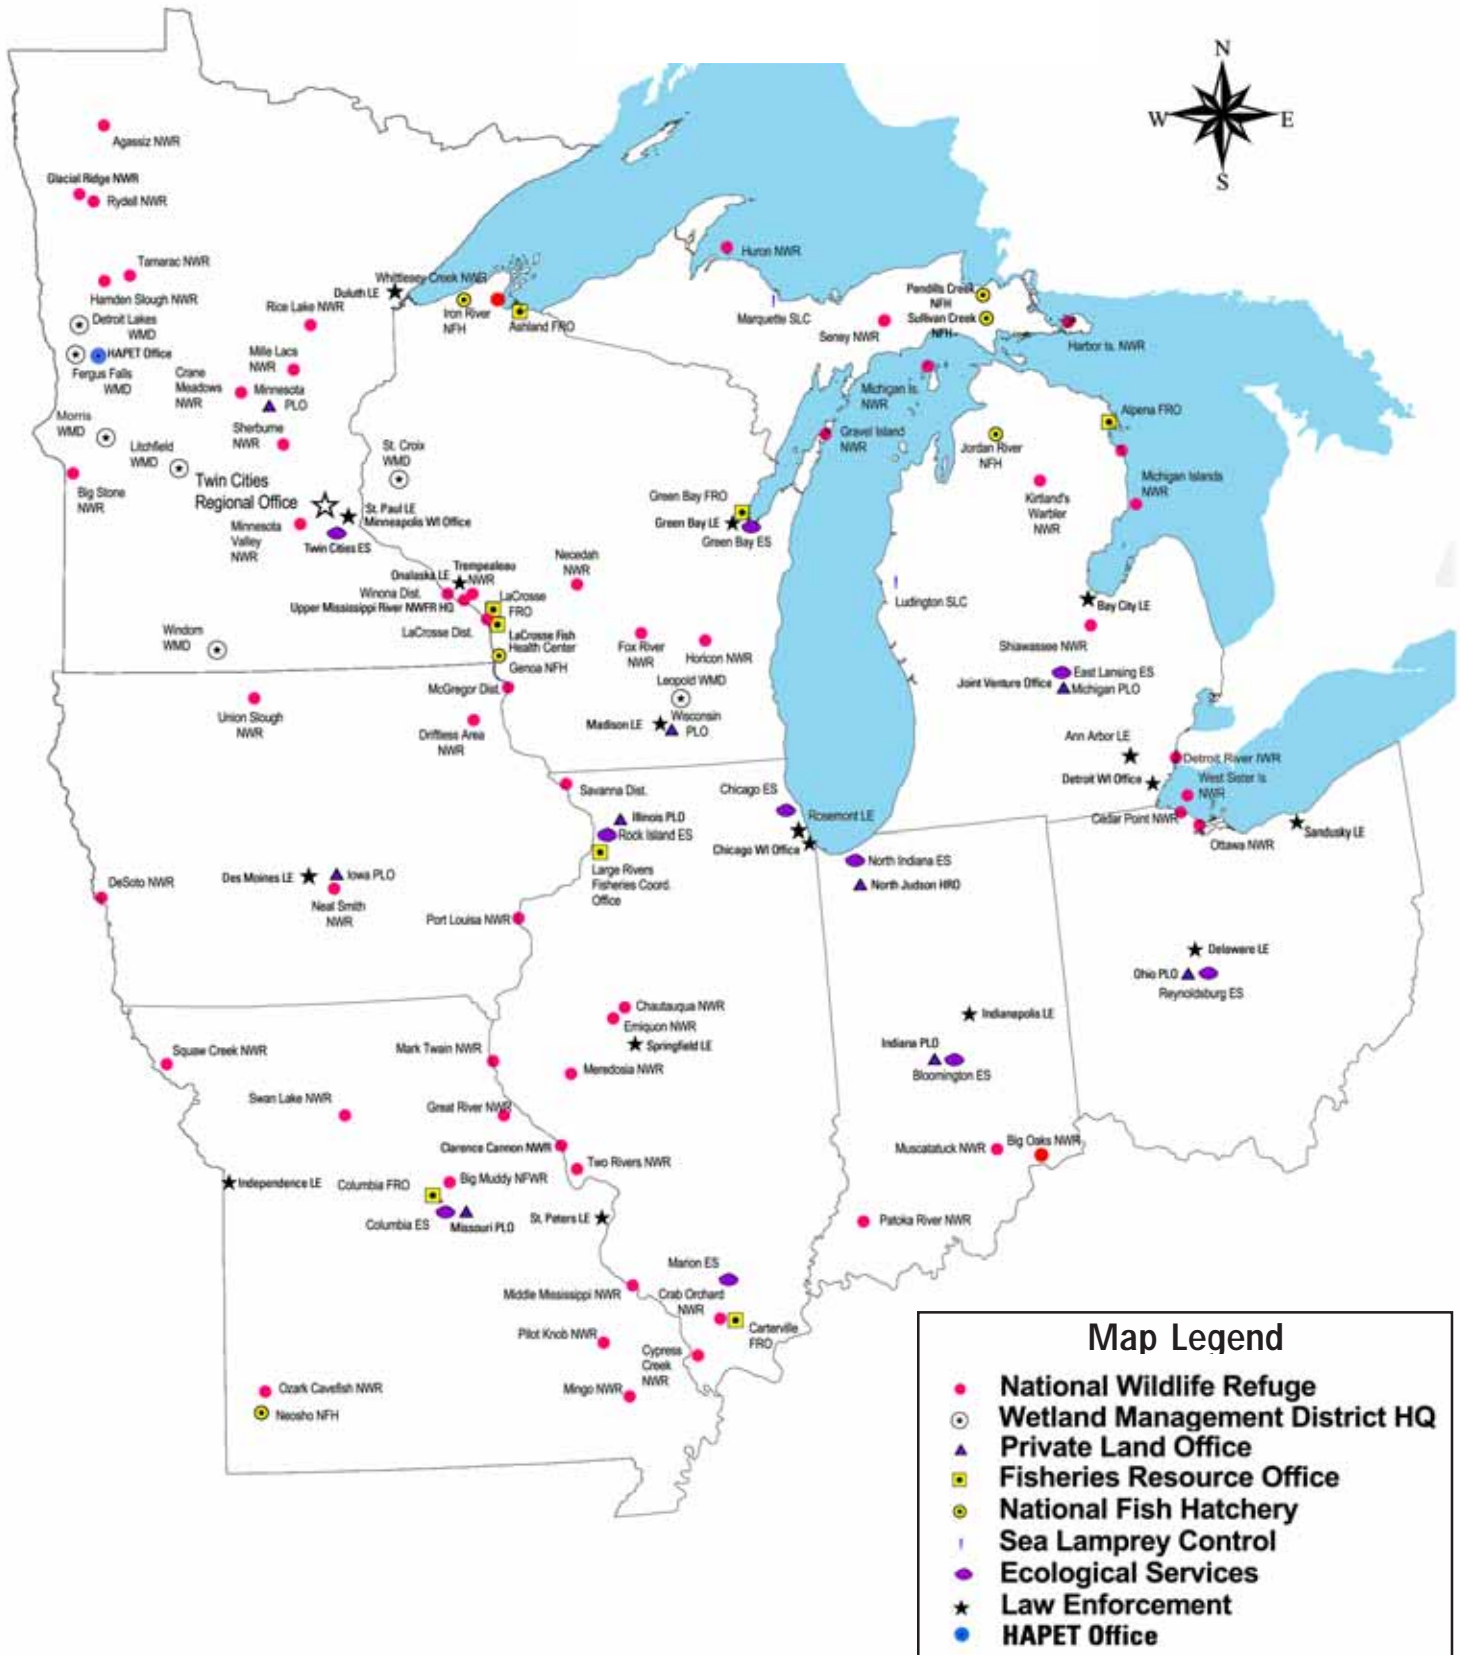 N
W
E
S
Agassiz NWR
Glacial Ridge NWR
Rydell NWR
Tamarac NWR
Hamden Slough NWR
Detroit Lakes
WMD
HAPET Office
Fergus Falls
WMD
Rice Lake NWR
Duluth LE
Whittlesey Creek NWR
Iron River
NFH
Ashland FRO
Mille Lacs
NWR
Crane
Meadows
NWR
Minnesota
PLO
Morris
WMD
Litchfield
WMD
Sherburne
NWR
Big Stone
NWR
Twin Cities
Regional Office
St. Croix
WMD
St. Paul LE
Minneapolis WI Office
Minnesota
Valley
NWR
Twin Cities ES
Huron NWR
Marquette SLC
Seney NWR
Pendills Creek
NFH
Sullivan Creek
NFH
Harbor Is. NWR
Michigan Is.
NWR
Gravel Island
NWR
Jordan River
NFH
Alpena FRO
Michigan Islands
NWR
Kirtland's
Warbler
NWR
Green Bay FRO
Green Bay LE
Green Bay ES
Necedah
NWR
Onalaska LE
Trempealeau
NWR
Winona Dist.
Upper Mississippi River NWFR HQ
LaCrosse
FRO
LaCrosse Dist.
LaCrosse Fish
Health Center
Genoa NFH
Windom
WMD
Ludington SLC
Bay City LE
Shiawassee NWR
East Lansing ES
Joint Venture Office
Michigan PLO
Fox River
NWR
Horicon NWR
Leopold WMD
Madison LE
Wisconsin
PLO
McGregor Dist.
Driftless Area
NWR
Union Slough
NWR
Ann Arbor LE
Detroit River IWR
Detroit WI Office
West Sister Is.
NWR
Cedar Point NWR
Ottawa NWR
Sandusky LE
Savanna Dist.
Chicago ES
Rosemont LE
Chicago WI Office
Illinois PLO
Rock Island ES
Large Rivers
Fisheries Coord.
Office
North Indiana ES
North Judson HRO
DeSoto NWR
Des Moines LE
Iowa PLO
Neal Smith
NWR
Port Louisa NWR
Delaware LE
Ohio PLO
Reynoldsburg ES
Chautauqua NWR
Emiquon NWR
Springfield LE
Meredosia NWR
Indianapolis LE
Indiana PLO
Bloomington ES
Squaw Creek NWR
Mark Twain NWR
Swan Lake NWR
Great River NWR
Clarence Cannon NWR
Two Rivers NWR
Muscatatuck NWR
Big Oaks NWR
Independence LE
Columbia FRO
Big Muddy NFWR
Columbia ES
Missouri PLO
St. Peters LE
Patoka River NWR
Marion ES
Middle Mississippi NWR
Crab Orchard
NWR
Carterville
FRO
Pilot Knob NWR
Cypress
Creek
NWR
Mingo NWR
Ozark Cavefish NWR
Neosho NFH
Map Legend
National Wildlife Refuge
Wetland Management District HQ
Private Land Office
Fisheries Resource Office
National Fish Hatchery
Sea Lamprey Control
Ecological Services
Law Enforcement
HAPET Office